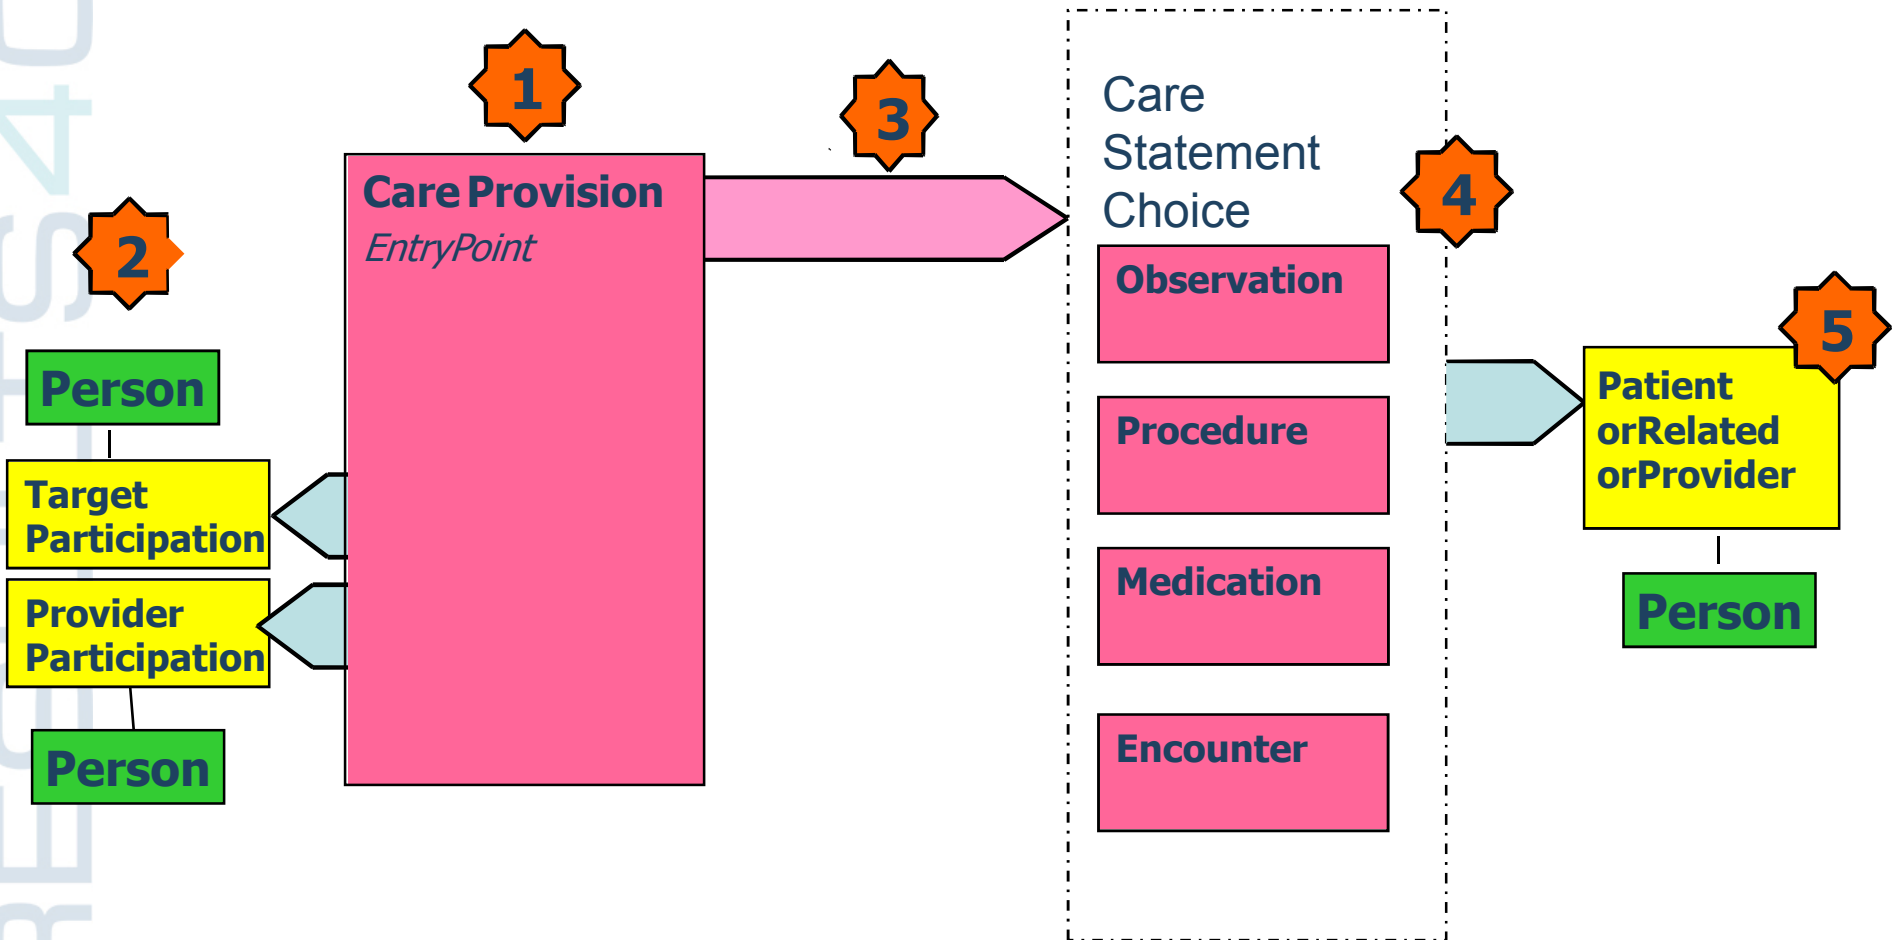 1
3
Care
Statement
Choice
4
Care Provision
EntryPoint
2
Observation
5
Person
Patient
orRelated
orProvider
Procedure
Target
Participation
Medication
Provider
Participation
Person
Encounter
Person